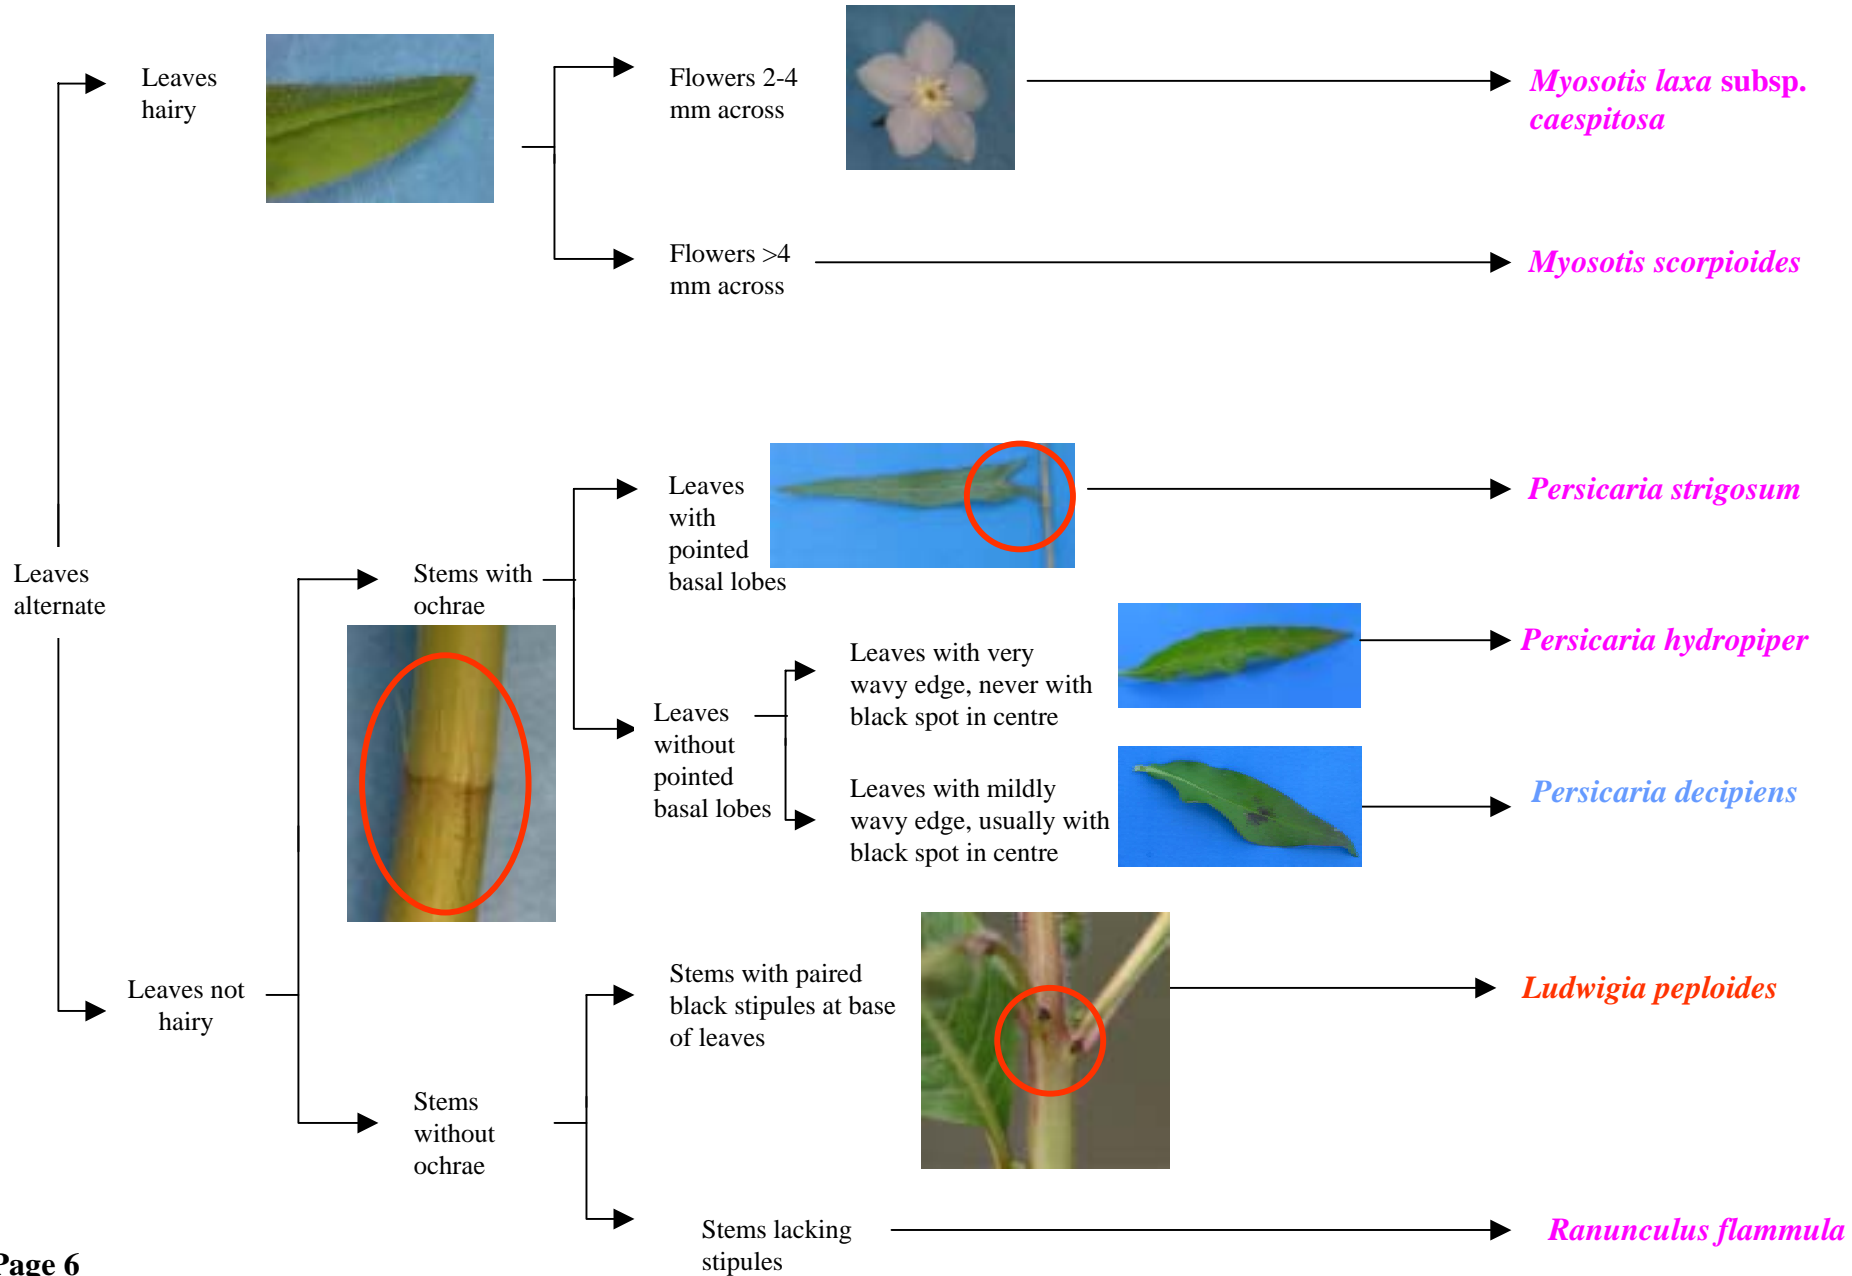 Leaves
hairy
Flowers 2-4
mm across
Myosotis laxa subsp.
caespitosa
Flowers >4
mm across
Myosotis scorpioides
Leaves
alternate
Stems with
ochrae
Leaves
with
pointed
basal lobes
Persicaria strigosum
Leaves
without
pointed
basal lobes
Leaves with very
wavy edge, never with
black spot in centre
Persicaria hydropiper
Leaves with mildly
wavy edge, usually with
black spot in centre
Persicaria decipiens
Leaves not
hairy
Stems with paired
black stipules at base
of leaves
Ludwigia peploides
Stems
without
ochrae
Stems lacking
stipules
Ranunculus flammula
Page 6